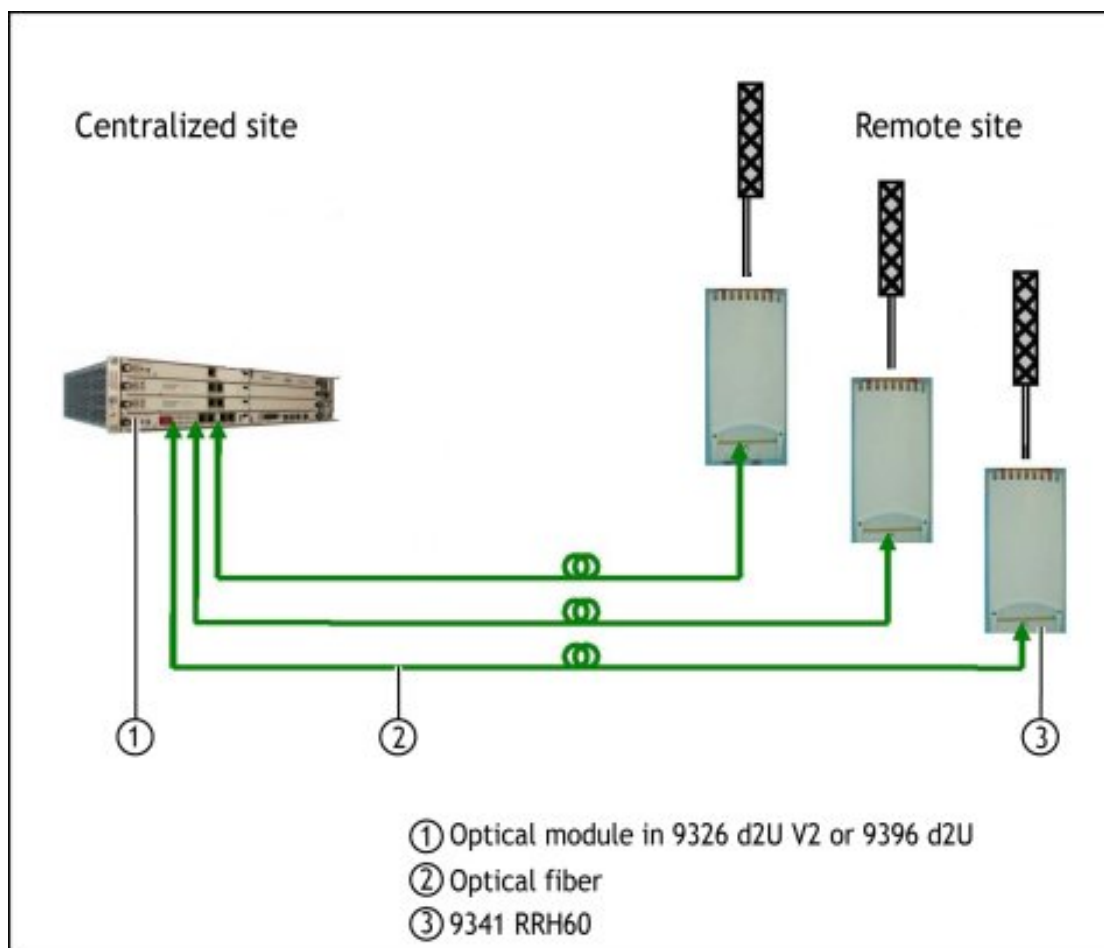 Centralized site
Remote site
1
2
3
1 Optical module in 9326 d2U V2 or 9396 d2U
2 Optical fiber
3 9341 RRH60